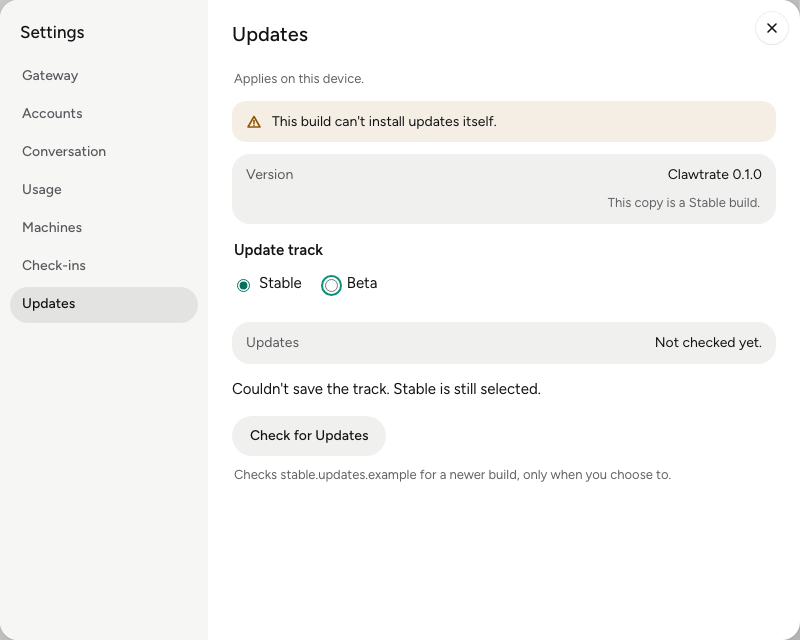 Settings
Gateway
Accounts
Conversation
Usage
Machines
Check-ins
Updates
Updates
Applies on this device.
This build can't install updates itself.
Version
Clawtrate 0.1.0
This copy is a Stable build.
Update track
Stable
Beta
Updates
Not checked yet.
Couldn't save the track. Stable is still selected.
Check for Updates
Checks stable.updates.example for a newer build, only when you choose to.